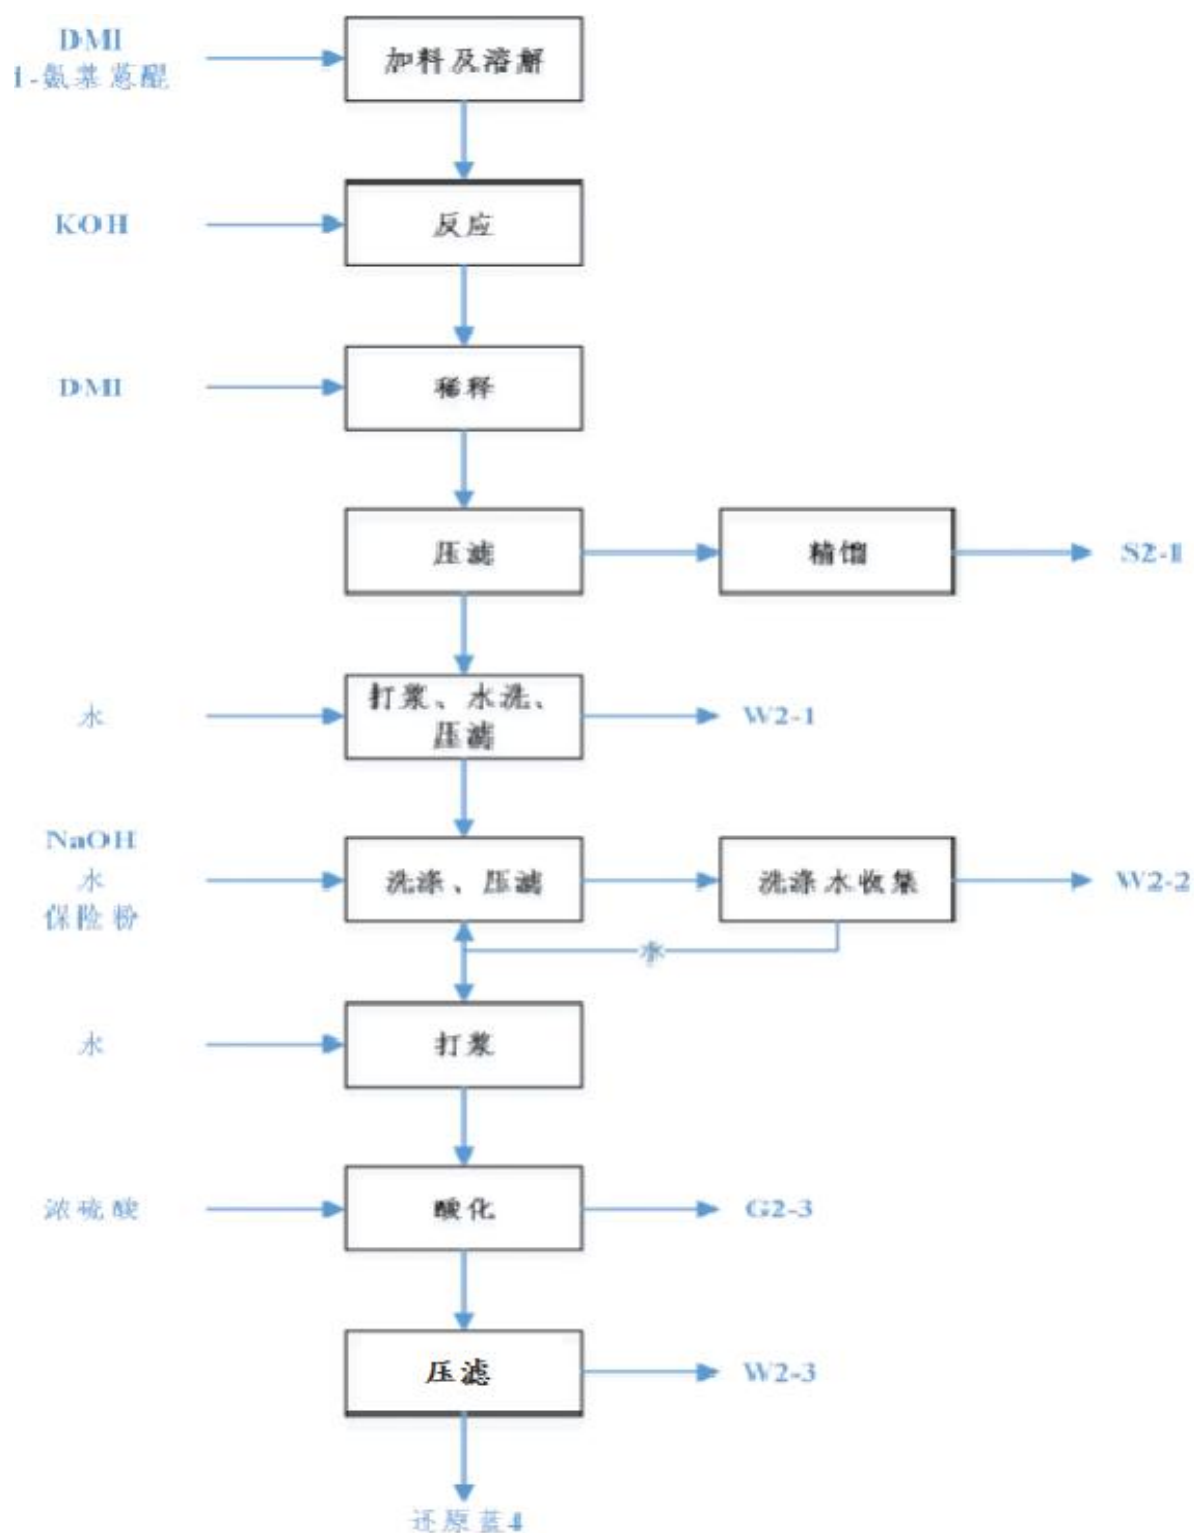 DMI
1-氨基蒽醌
加料及溶解
KOH
反应
DMI
稀释
压滤
精馏
S2-1
水
打浆、水洗、
压滤
W2-1
NaOH
水
保险粉
洗涤、压滤
洗涤水收集
W2-2
水
水
打浆
浓硫酸
酸化
G2-3
压滤
W2-3
还原蓝4